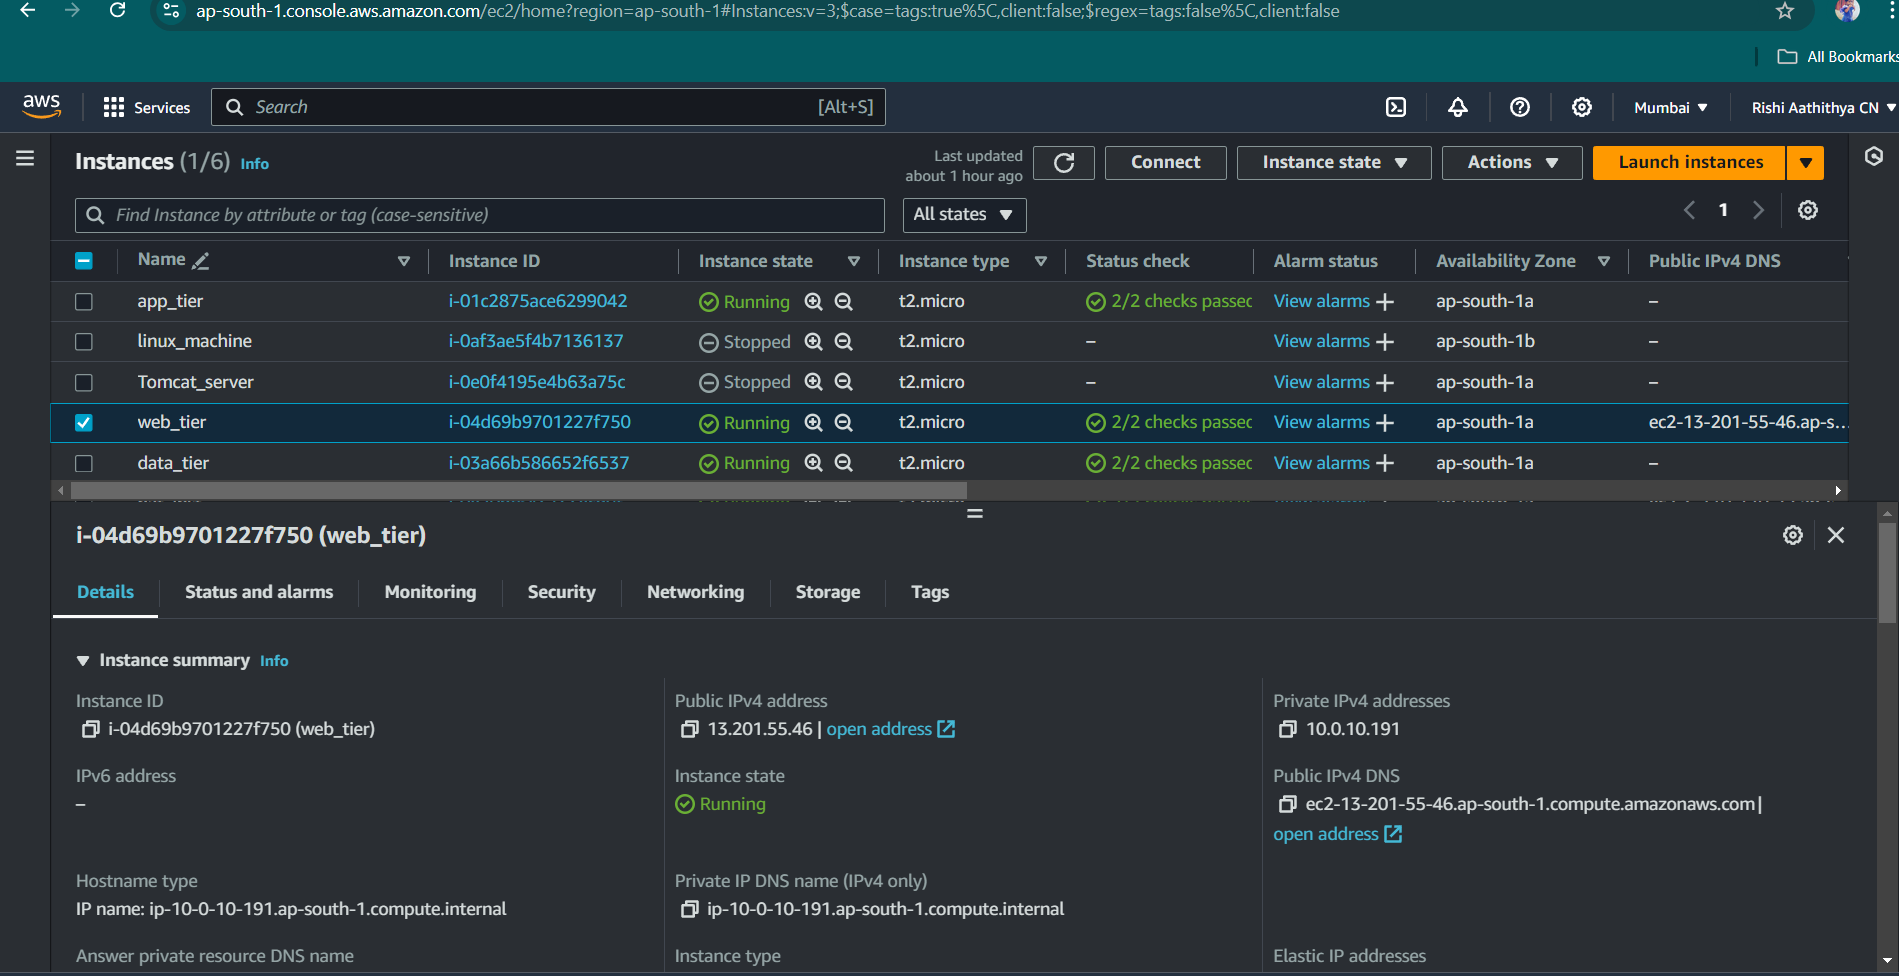 ap-south-1.console.aws.amazon.com/ec2/home?region=ap-south-1#Instances:v=3;$case=tags:true%5C,client:false;$regex=tags:false%5C,client:false
All Bookmarks
aws Services Search [Alt+S] Mumbai Rishi Aathithya CN
Instances (1/6) Info
Last updated
about 1 hour ago
Connect Instance state Actions Launch instances
Find Instance by attribute or tag (case-sensitive) All states 1
Name Instance ID Instance state Instance type Status check Alarm status Availability Zone Public IPv4 DNS
app_tier i-01c2875ace6299042 Running t2.micro 2/2 checks passed View alarms + ap-south-1a –
linux_machine i-0af3ae5f4b7136137 Stopped t2.micro – View alarms + ap-south-1b –
Tomcat_server i-0e0f4195e4b63a75c Stopped t2.micro – View alarms + ap-south-1a –
web_tier i-04d69b9701227f750 Running t2.micro 2/2 checks passed View alarms + ap-south-1a ec2-13-201-55-46.ap-s...
data_tier i-03a66b586652f6537 Running t2.micro 2/2 checks passed View alarms + ap-south-1a –
i-04d69b9701227f750 (web_tier)
Details Status and alarms Monitoring Security Networking Storage Tags
Instance summary Info
Instance ID
i-04d69b9701227f750 (web_tier)
Public IPv4 address
13.201.55.46 | open address
Private IPv4 addresses
10.0.10.191
IPv6 address
–
Instance state
Running
Public IPv4 DNS
ec2-13-201-55-46.ap-south-1.compute.amazonaws.com |
open address
Hostname type
IP name: ip-10-0-10-191.ap-south-1.compute.internal
Private IP DNS name (IPv4 only)
ip-10-0-10-191.ap-south-1.compute.internal
Answer private resource DNS name
Instance type
Elastic IP addresses